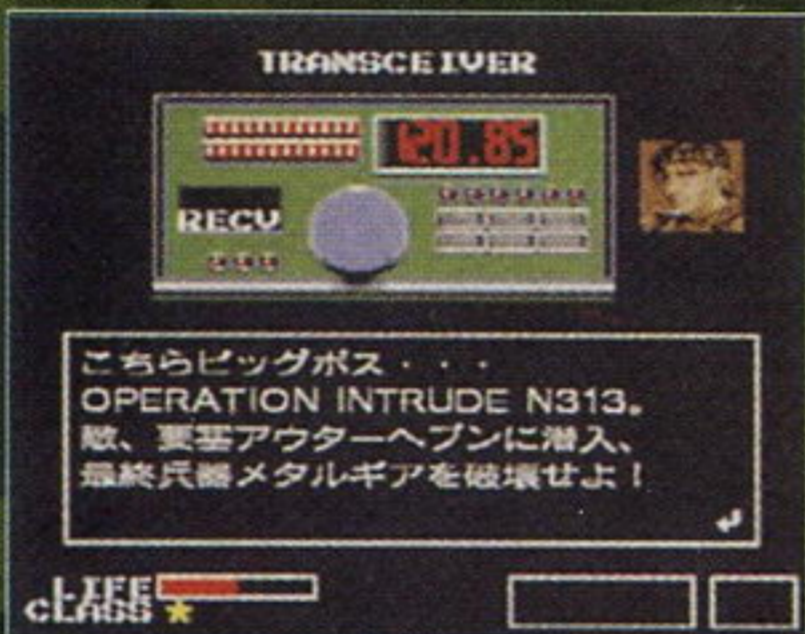 TRANSCEIVER
120.85
RECV
こちらビッグボス・・・
OPERATION INTRUDE N313。
敵、要塞アウターヘブンに潜入、
最終兵器メタルギアを破壊せよ！
LIFE
CLASS ★